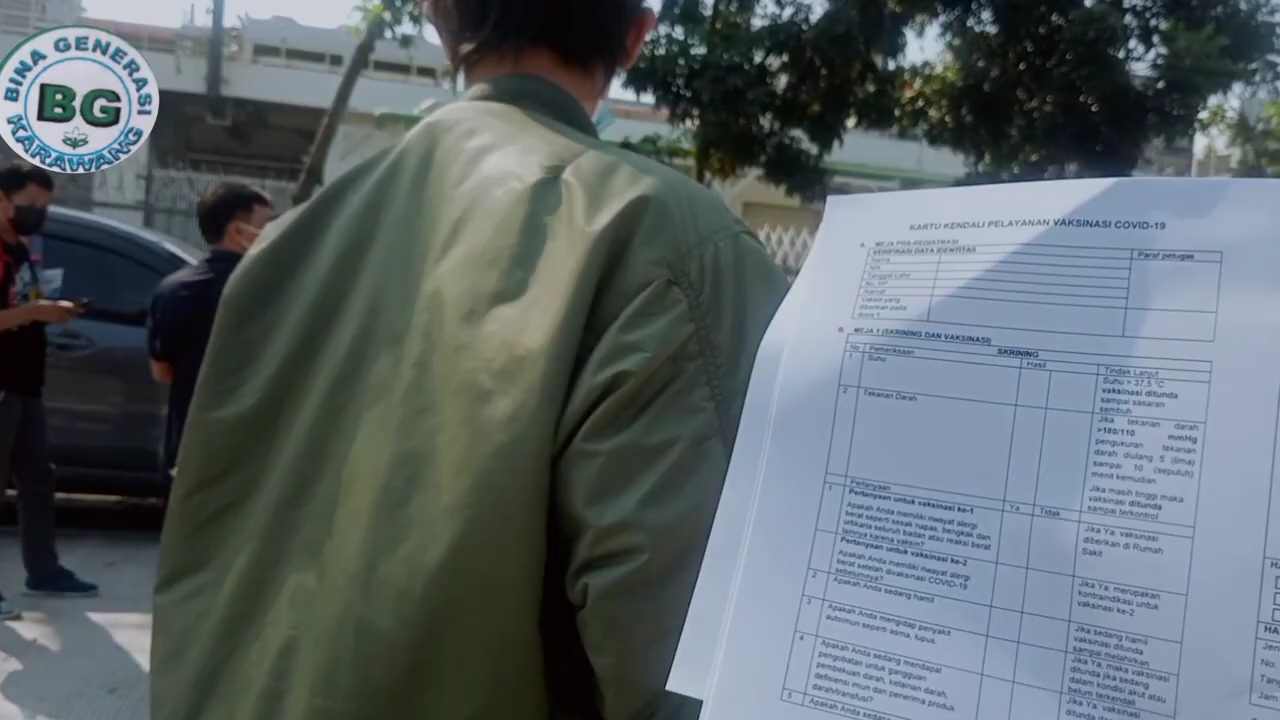 BINA GENERASI
BG
KARAWANG
KARTU KENDALI PELAYANAN VAKSINASI COVID-19
A. MEJA PRA-REGISTRASI
VERIFIKASI DATA IDENTITAS
Paraf petugas
Nama
NIK
Tanggal Lahir
No. HP
Alamat
Vaksin yang
diberikan pada
dosis 1
B. MEJA 1 (SKRINING DAN VAKSINASI)
SKRINING
No Pemeriksaan Hasil Tindak Lanjut
1. Suhu
Suhu > 37,5 °C
vaksinasi ditunda
sampai sasaran
sembuh
2 Tekanan Darah
Jika tekanan darah
>180/110 mmHg
pengukuran tekanan
darah diulang 5 (lima)
sampai 10 (sepuluh)
menit kemudian
Jika masih tinggi maka
vaksinasi ditunda
sampai terkontrol
Pertanyaan Ya Tidak
1 Pertanyaan untuk vaksinasi ke-1
Apakah Anda memiliki riwayat alergi
berat seperti sesak napas, bengkak dan
urtikaria seluruh badan atau reaksi berat
lainnya karena vaksin?
Jika Ya: vaksinasi
diberikan di Rumah
Sakit
Pertanyaan untuk vaksinasi ke-2
Apakah Anda memiliki riwayat alergi
berat setelah divaksinasi COVID-19
sebelumnya?
Jika Ya: merupakan
kontraindikasi untuk
vaksinasi ke-2
2 Apakah Anda sedang hamil
Jika sedang hamil
vaksinasi ditunda
sampai melahirkan
3 Apakah Anda mengidap penyakit
autoimun seperti asma, lupus
Jika Ya, maka vaksinasi
ditunda jika sedang
dalam kondisi akut atau
belum terkendali
4 Apakah Anda sedang mendapat
pengobatan untuk gangguan
pembekuan darah, kelainan darah,
defisiensi imun dan penerima produk
darah/transfusi?
Jika Ya: vaksinasi
5 Apakah Anda sedang
HA
HA
Jen
No.
Tan
Jam